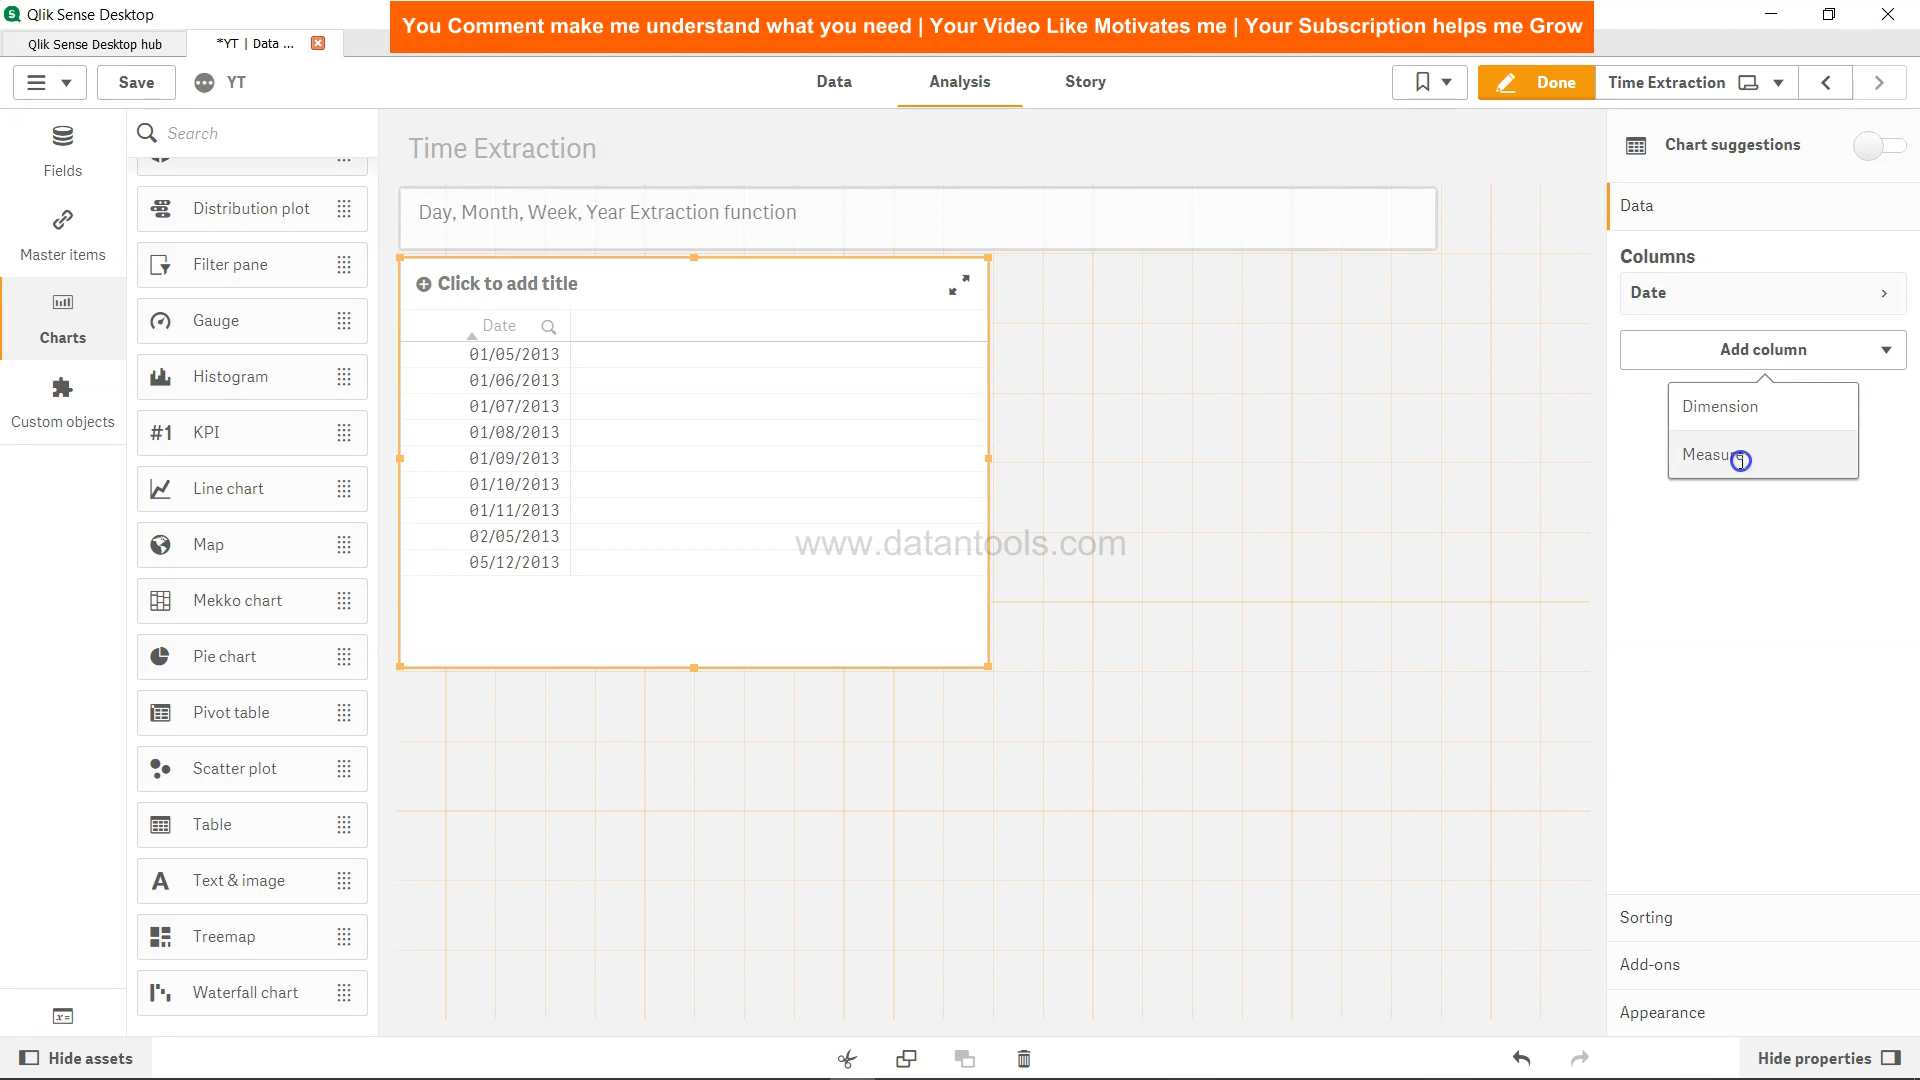 Qlik Sense Desktop
You Comment make me understand what you need | Your Video Like Motivates me | Your Subscription helps me Grow
Qlik Sense Desktop hub
*YT | Data ...
Save
YT
Data
Analysis
Story
Done
Time Extraction
Fields
Master items
Charts
Custom objects
Search
Distribution plot
Filter pane
Gauge
Histogram
#1 KPI
Line chart
Map
Mekko chart
Pie chart
Pivot table
Scatter plot
Table
A Text & image
Treemap
Waterfall chart
Time Extraction
Day, Month, Week, Year Extraction function
Click to add title
Date
01/05/2013
01/06/2013
01/07/2013
01/08/2013
01/09/2013
01/10/2013
01/11/2013
02/05/2013
05/12/2013
www.datantools.com
Chart suggestions
Data
Columns
Date
Add column
Dimension
Measure
Sorting
Add-ons
Appearance
x=
Hide assets
Hide properties